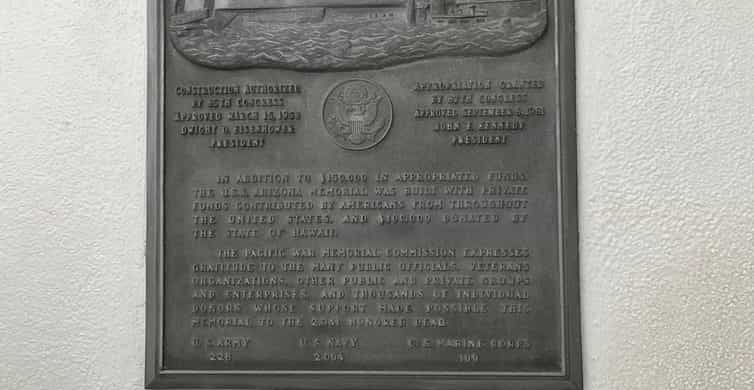 CONSTRUCTION AUTHORIZED
BY 85TH CONGRESS
APPROVED MARCH 15, 1958
DWIGHT D. EISENHOWER
PRESIDENT
APPROPRIATION GRANTED
BY 87TH CONGRESS
APPROVED SEPTEMBER 6, 1961
JOHN F. KENNEDY
PRESIDENT
IN ADDITION TO $150,000 IN APPROPRIATED FUNDS,
THE U.S.S. ARIZONA MEMORIAL WAS BUILT WITH PRIVATE
FUNDS CONTRIBUTED BY AMERICANS FROM THROUGHOUT
THE UNITED STATES, AND $100,000 DONATED BY
THE STATE OF HAWAII.
THE PACIFIC WAR MEMORIAL COMMISSION EXPRESSES
GRATITUDE TO THE MANY PUBLIC OFFICIALS, VETERANS
ORGANIZATIONS, OTHER PUBLIC AND PRIVATE GROUPS
AND ENTERPRISES, AND THOUSANDS OF INDIVIDUAL
DONORS WHOSE SUPPORT MADE POSSIBLE THIS
MEMORIAL TO THE HONORED DEAD.
U.S. ARMY U.S. NAVY U.S. MARINE CORPS
228 2004 109